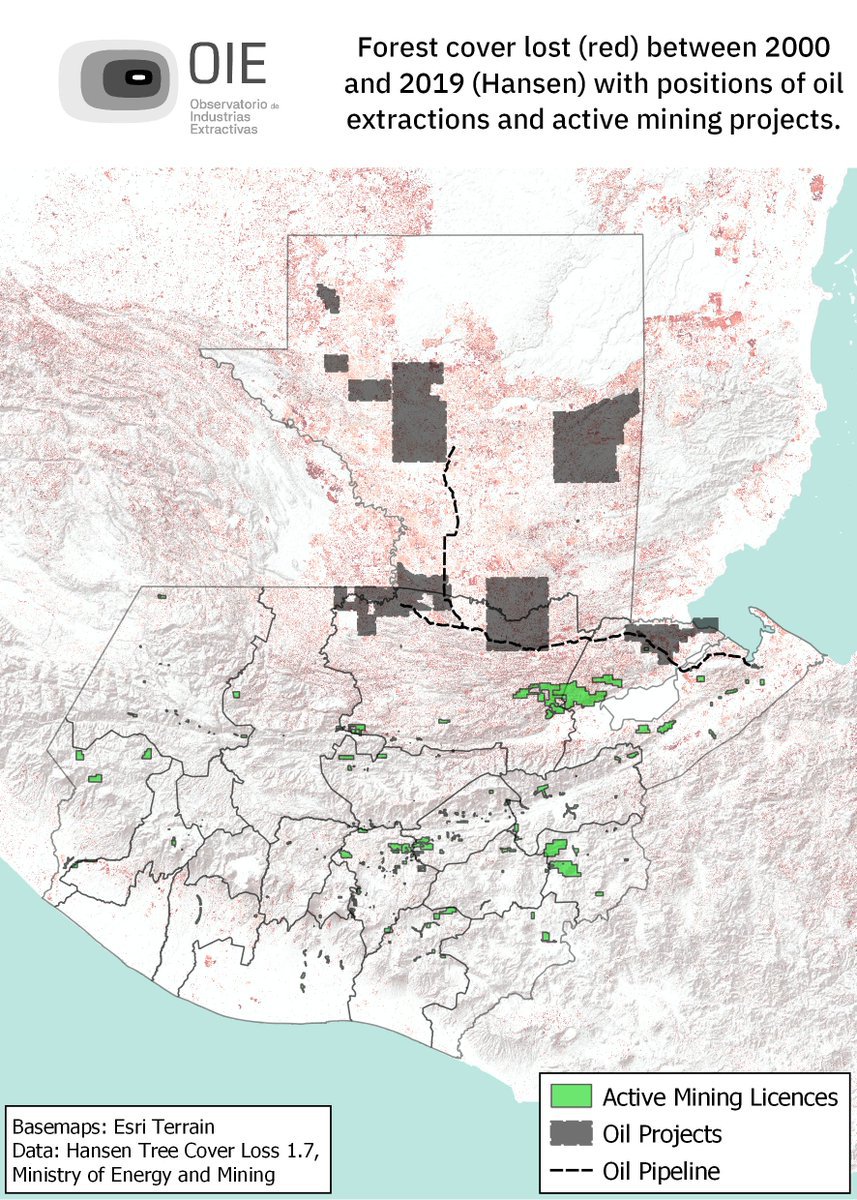 OIE
Observatorio de
Industrias
Extractivas
Forest cover lost (red) between 2000
and 2019 (Hansen) with positions of oil
extractions and active mining projects.
Active Mining Licences
Oil Projects
Oil Pipeline
Basemaps: Esri Terrain
Data: Hansen Tree Cover Loss 1.7,
Ministry of Energy and Mining